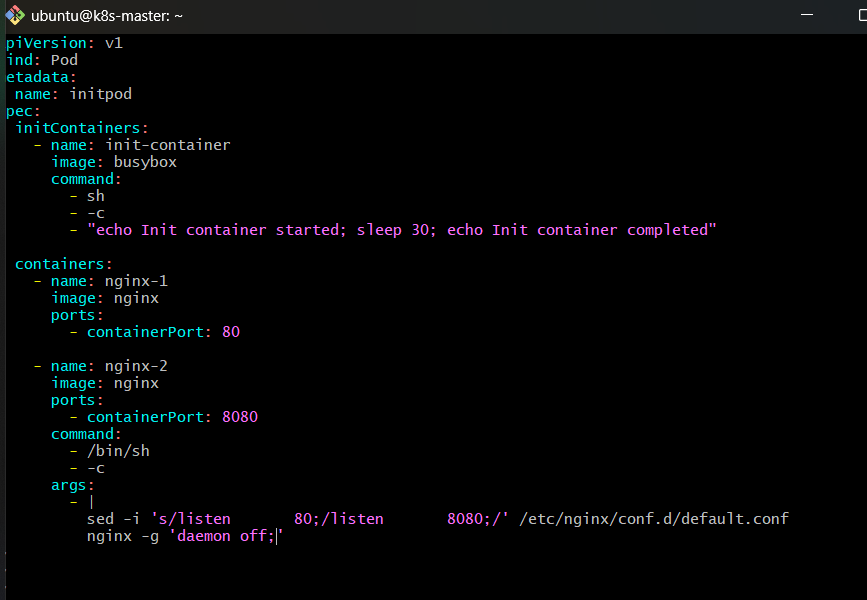 ubuntu@k8s-master: ~
piVersion: v1
ind: Pod
etadata:
 name: initpod
pec:
 initContainers:
   - name: init-container
     image: busybox
     command:
       - sh
       - -c
       - "echo Init container started; sleep 30; echo Init container completed"

 containers:
   - name: nginx-1
     image: nginx
     ports:
       - containerPort: 80

   - name: nginx-2
     image: nginx
     ports:
       - containerPort: 8080
     command:
       - /bin/sh
       - -c
     args:
       - |
         sed -i 's/listen       80;/listen       8080;/' /etc/nginx/conf.d/default.conf
         nginx -g 'daemon off;'